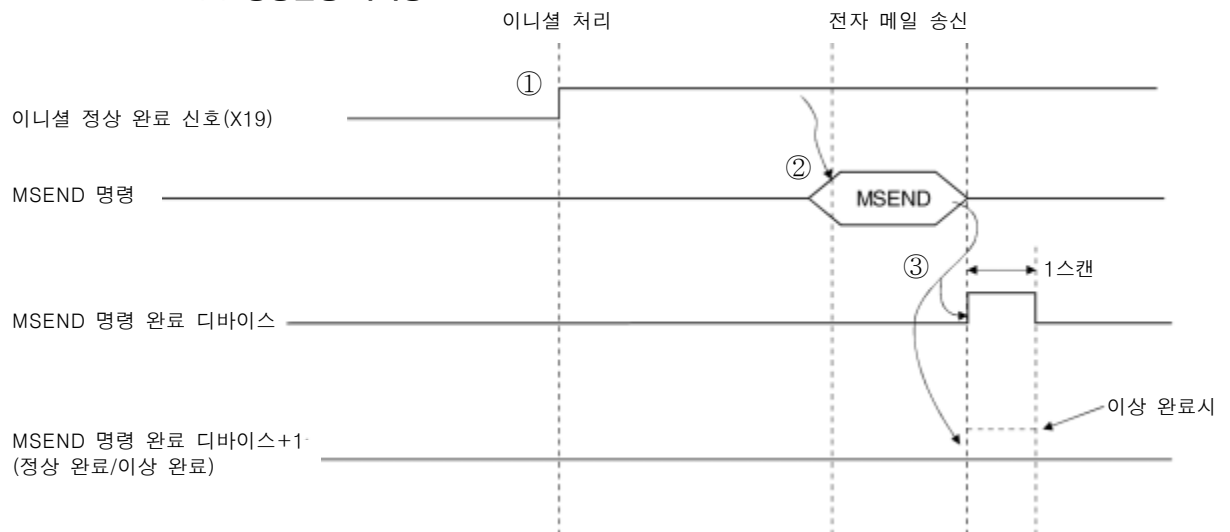 이니셜 처리
전자 메일 송신
①
이니셜 정상 완료 신호(X19)
②
MSEND 명령
MSEND
③
1스캔
MSEND 명령 완료 디바이스
이상 완료시
MSEND 명령 완료 디바이스+1
(정상 완료/이상 완료)